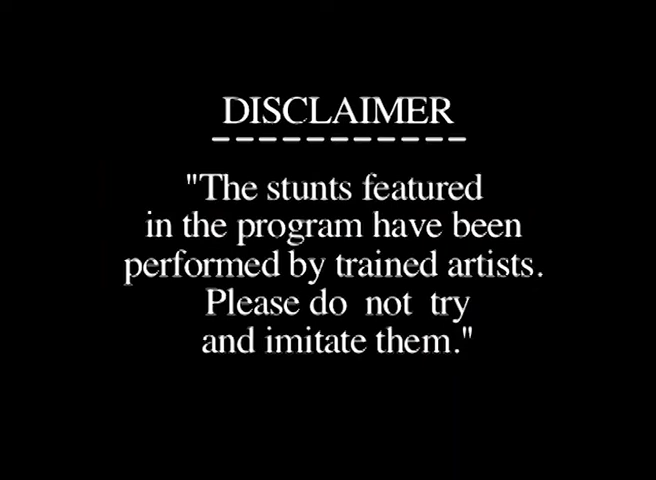 DISCLAIMER
-----------
"The stunts featured
in the program have been
performed by trained artists.
Please do not try
and imitate them."